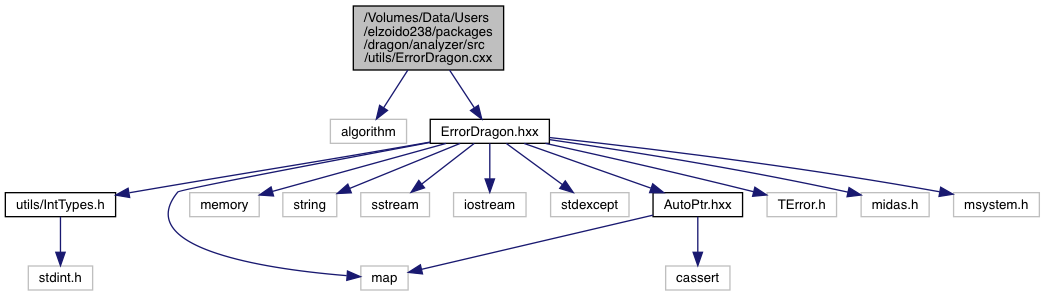 /Volumes/Data/Users
/elzoido238/packages
/dragon/analyzer/src
/utils/ErrorDragon.cxx
algorithm
ErrorDragon.hxx
utils/IntTypes.h
memory
string
sstream
iostream
stdexcept
AutoPtr.hxx
TError.h
midas.h
msystem.h
stdint.h
map
cassert